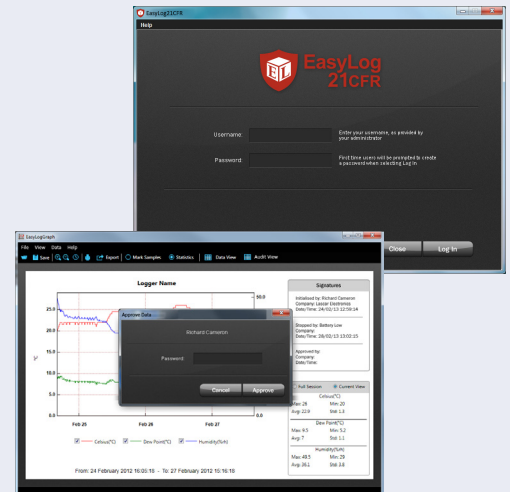 EasyLog21CFR
Help
EL
EasyLog
21CFR
Username:
Enter your username, as provided by
your administrator
Password:
First time users will be prompted to create
a password when selecting Log In
Close
Log In
EasyLogGraph
File View Data Help
Save
Export
Mark Samples
Statistics
Data View
Audit View
Logger Name
25.0
20.0
15.0
10.0
5.0
0.0
50.0
0.0
°C
Feb 25
Feb 26
Feb 27
Celsius(°C)
Dew Point(°C)
Humidity(%rh)
From: 24 February 2012 16:05:18 - To: 27 February 2012 15:16:18
Approve Data
Richard Cameron
Password:
Cancel
Approve
Signatures
Initialised by: Richard Cameron
Company: Lascar Electronics
Date/Time: 24/02/13 12:59:14
Stopped by: Battery Low
Company:
Date/Time: 28/02/13 13:02:15
Approved by:
Company:
Date/Time:
Full Session
Current View
Celsius(°C)
Max: 28 Min: 20
Avg: 22.9 Std: 1.3
Dew Point(°C)
Max: 9.5 Min: 5.2
Avg: 7 Std: 1.1
Humidity(%rh)
Max: 48.5 Min: 29
Avg: 36.1 Std: 3.8